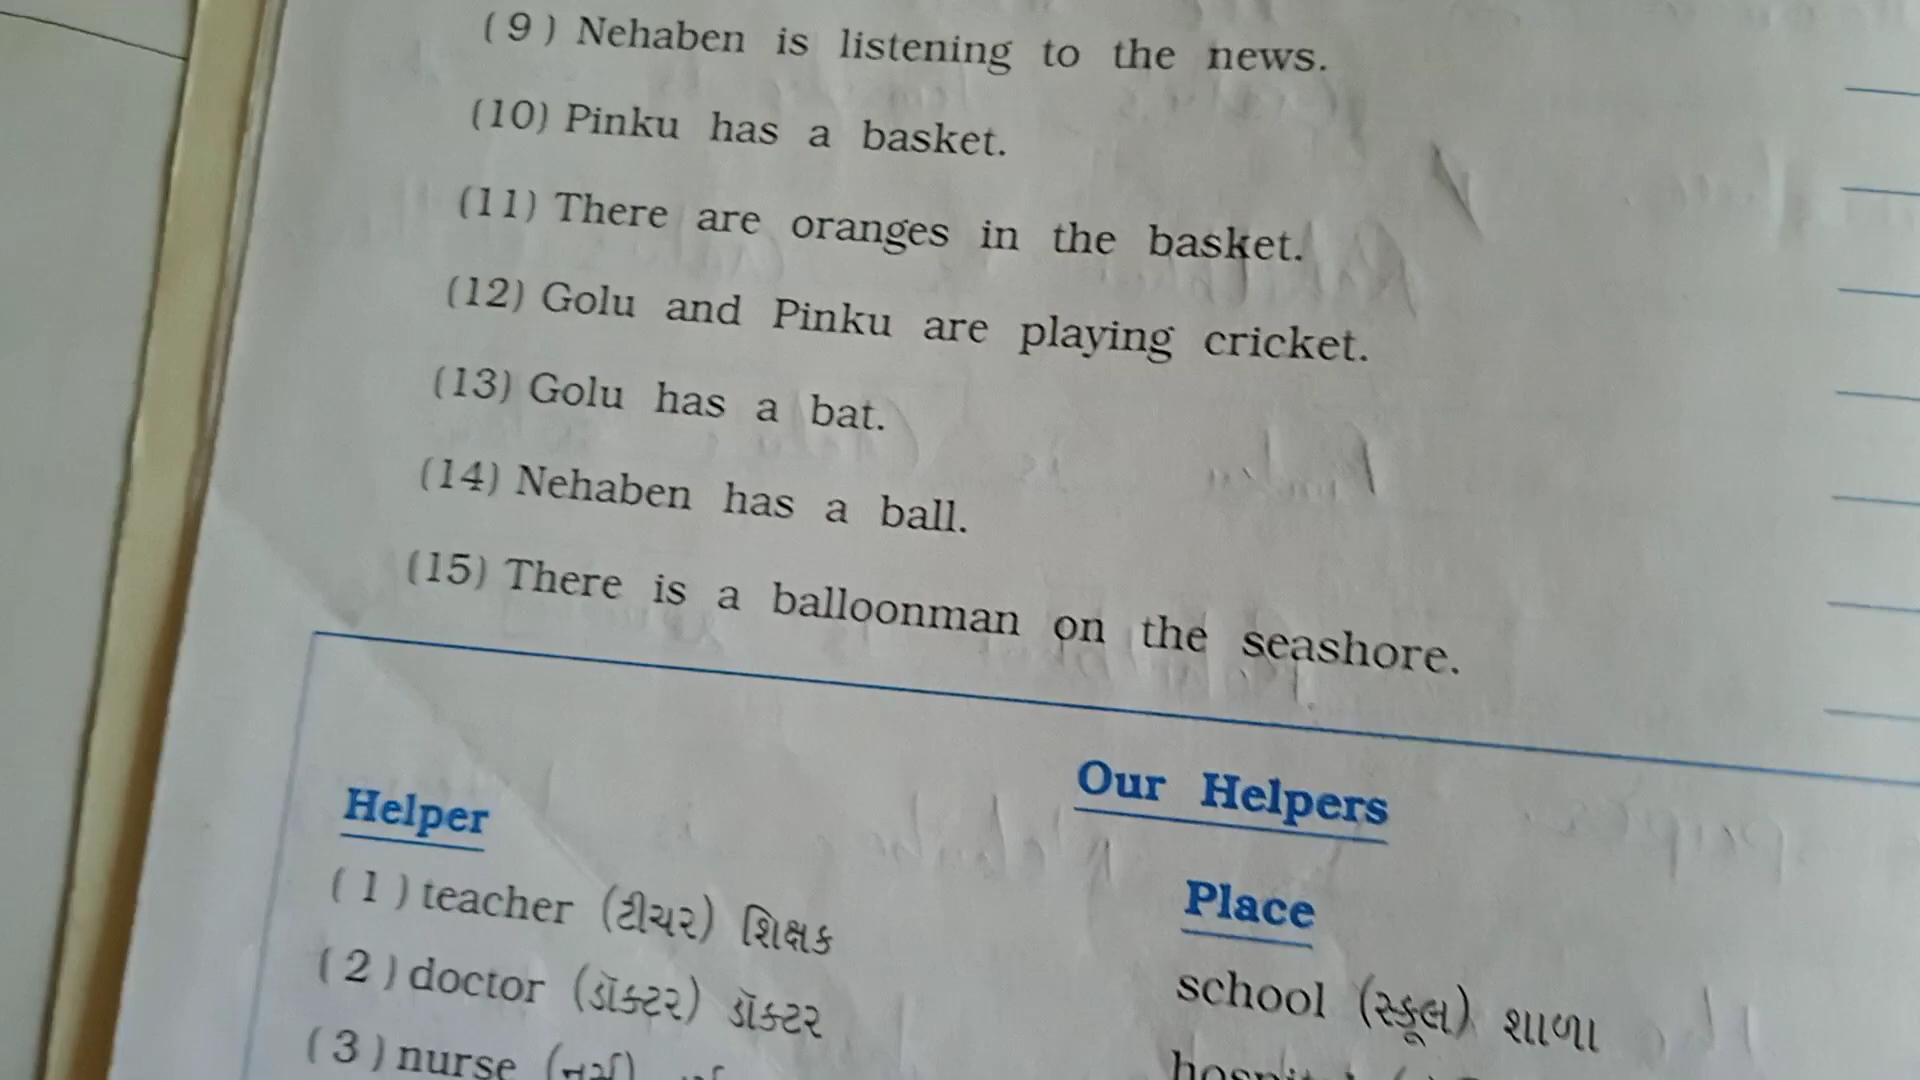 (9) Nehaben is listening to the news.
(10) Pinku has a basket.
(11) There are oranges in the basket.
(12) Golu and Pinku are playing cricket.
(13) Golu has a bat.
(14) Nehaben has a ball.
(15) There is a balloonman on the seashore.
Our Helpers
Helper
Place
(1) teacher (ટીચર) શિક્ષક
school (સ્કૂલ) શાળા
(2) doctor (ડૉક્ટર) ડૉક્ટર
(3) nurse (નર્સ)